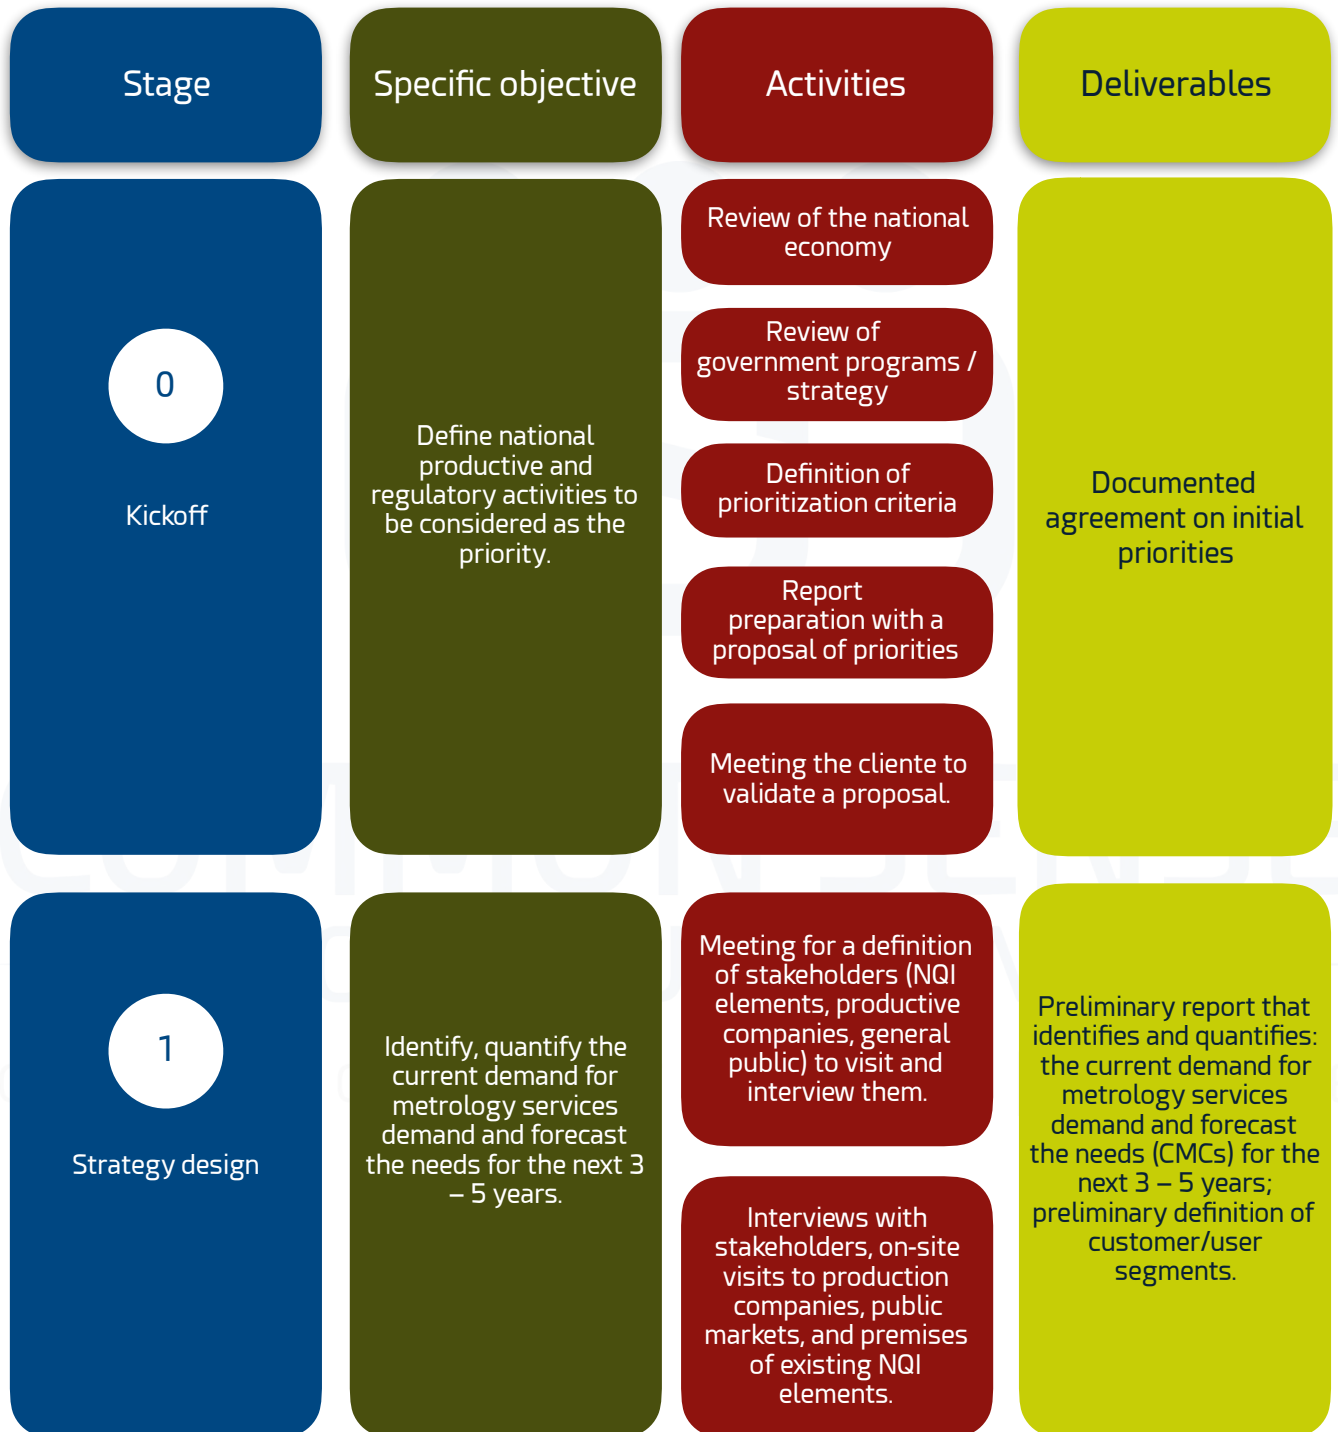 Stage
Specific objective
Activities
Deliverables
0
Kickoff
Define national
productive and
regulatory activities to
be considered as the
priority.
Review of the national
economy
Review of
government programs /
strategy
Definition of
prioritization criteria
Report
preparation with a
proposal of priorities
Meeting the cliente to
validate a proposal.
Documented
agreement on initial
priorities
1
Strategy design
Identify, quantify the
current demand for
metrology services
demand and forecast
the needs for the next 3
– 5 years.
Meeting for a definition
of stakeholders (NQI
elements, productive
companies, general
public) to visit and
interview them.
Interviews with
stakeholders, on-site
visits to production
companies, public
markets, and premises
of existing NQI
elements.
Preliminary report that
identifies and quantifies:
the current demand for
metrology services
demand and forecast
the needs (CMCs) for the
next 3 – 5 years;
preliminary definition of
customer/user
segments.
COMMON SENSE